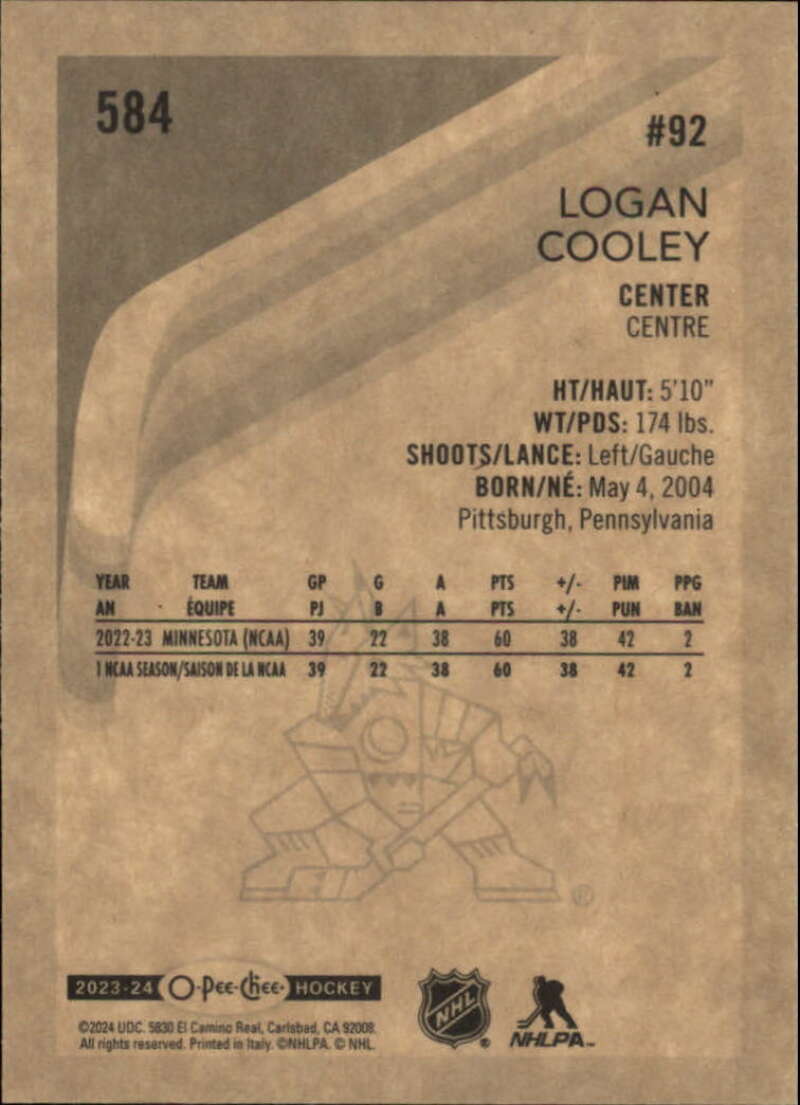 584
#92
LOGAN
COOLEY
CENTER
CENTRE
HT/HAUT: 5'10"
WT/PDS: 174 lbs.
SHOOTS/LANCE: Left/Gauche
BORN/NÉ: May 4, 2004
Pittsburgh, Pennsylvania
YEAR TEAM GP G A PTS +/- PIM PPG
AN ÉQUIPE PJ B A PTS +/- PUN BAN
2022-23 MINNESOTA (NCAA) 39 22 38 60 38 42 2
1 NCAA SEASON/SAISON DE LA NCAA 39 22 38 60 38 42 2
®
2023-24 O-Pee-Chee HOCKEY
©2024 UDC. 5830 El Camino Real, Carlsbad, CA 92008.
All rights reserved. Printed in Italy. ©NHLPA. © NHL.
NHL ®
NHLPA™